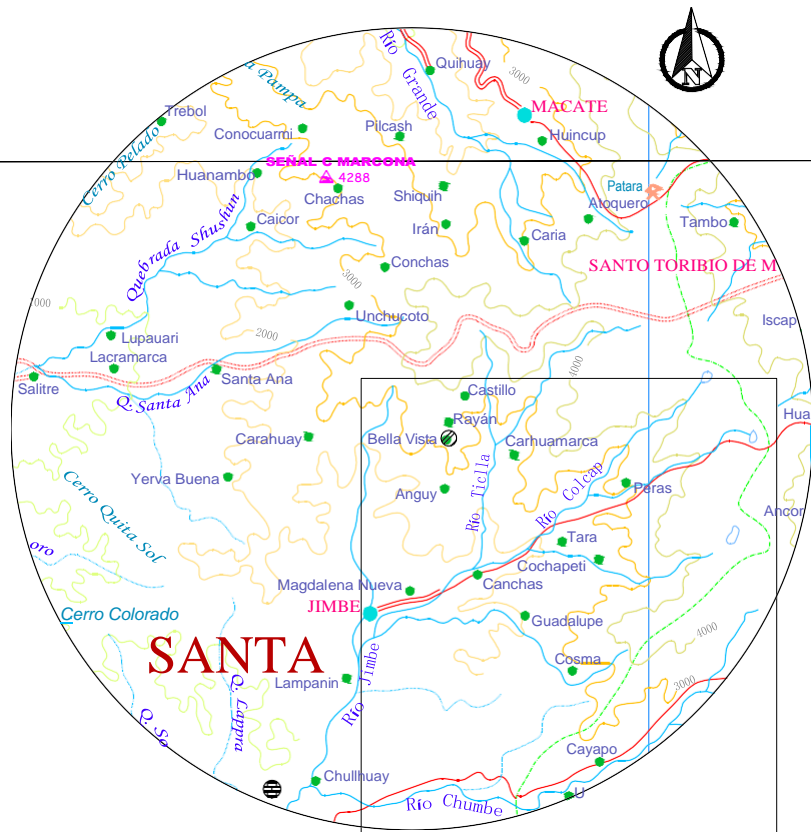 N
Río Grande
Quihuay
3000
a Pampa
MACATE
Trebol
Conocuarmi
Pilcash
Huincup
Cerro Pelado
SEÑAL C MARCONA
4288
Huanambo
Chachas
Shiquih
Patara
Atoquero
Quebrada Shushun
Caicor
Irán
Caria
Tambo
Conchas
SANTO TORIBIO DE M
3000
Unchucoto
Iscap
2000
Lupauari
Lacramarca
4000
Salitre
Santa Ana
Q. Santa Ana
Castillo
Rayán
Hua
Carahuay
Bella Vista
Carhuamarca
Yerva Buena
Cerro Quita Sol
Anguy
Río Ticlla
Río Colcap
Peras
Ancor
oro
Tara
Cochapeti
Magdalena Nueva
Canchas
JIMBE
Cerro Colorado
Guadalupe
SANTA
4000
Cosma
Lampanin
Río Jimbe
3000
Q. Lappra
Q. So
Cayapo
Chullhuay
Río Chumbe
U